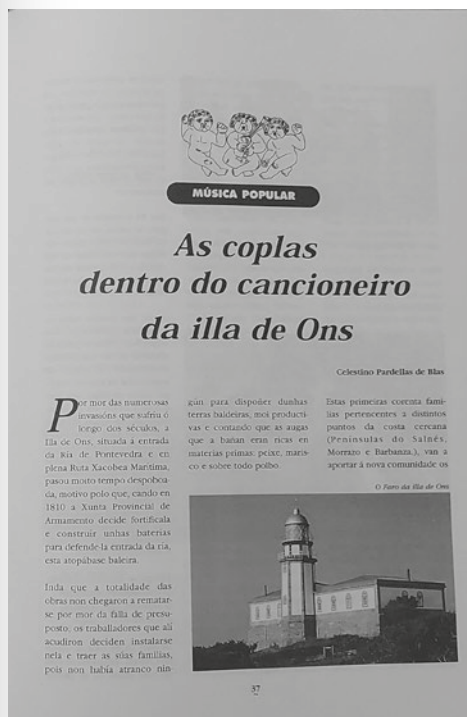 MÚSICA POPULAR
As coplas
dentro do cancioneiro
da illa de Ons
Celestino Pardellas de Blas
Por mor das numerosas
invasións que sufriu ó
longo dos séculos, a
Illa de Ons, situada á entrada
da Ría de Pontevedra e en
plena Ruta Xacobea Marítima,
pasou moito tempo despoboa-
da, motivo polo que, cando en
1810 a Xunta Provincial de
Armamento decide fortificala
e construir unhas baterías
para defende-la entrada da ría,
esta atopábase baleira.
Inda que a totalidade das
obras non chegaron a rematar-
se por mor da falla de presu-
posto, os traballadores que alí
acudiron deciden instalarse
nela e traer as súas familias,
pois non había atranco nin-
gún para dispoñer dunhas
terras baldeiras, moi producti-
vas e contando que as augas
que a bañan eran ricas en
materias primas: peixe, maris-
co e sobre todo polbo.
Estas primeiras corenta fami-
lias pertencentes a distintos
puntos da costa cercana
(Penínsulas do Salnés,
Morrazo e Barbanza,), van a
aportar á nova comunidade os
O Faro da illa de Ons
37